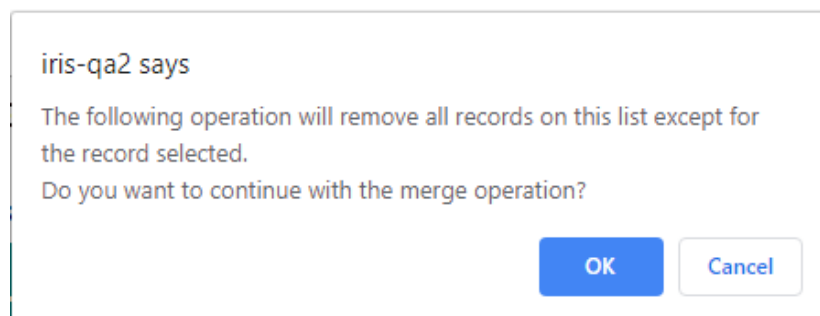 iris-qa2 says
The following operation will remove all records on this list except for
the record selected.
Do you want to continue with the merge operation?
OK
Cancel